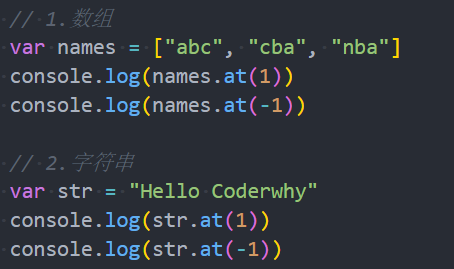 // 1.数组
var names = ["abc", "cba", "nba"]
console.log(names.at(1))
console.log(names.at(-1))
// 2.字符串
var str = "Hello Coderwhy"
console.log(str.at(1))
console.log(str.at(-1))